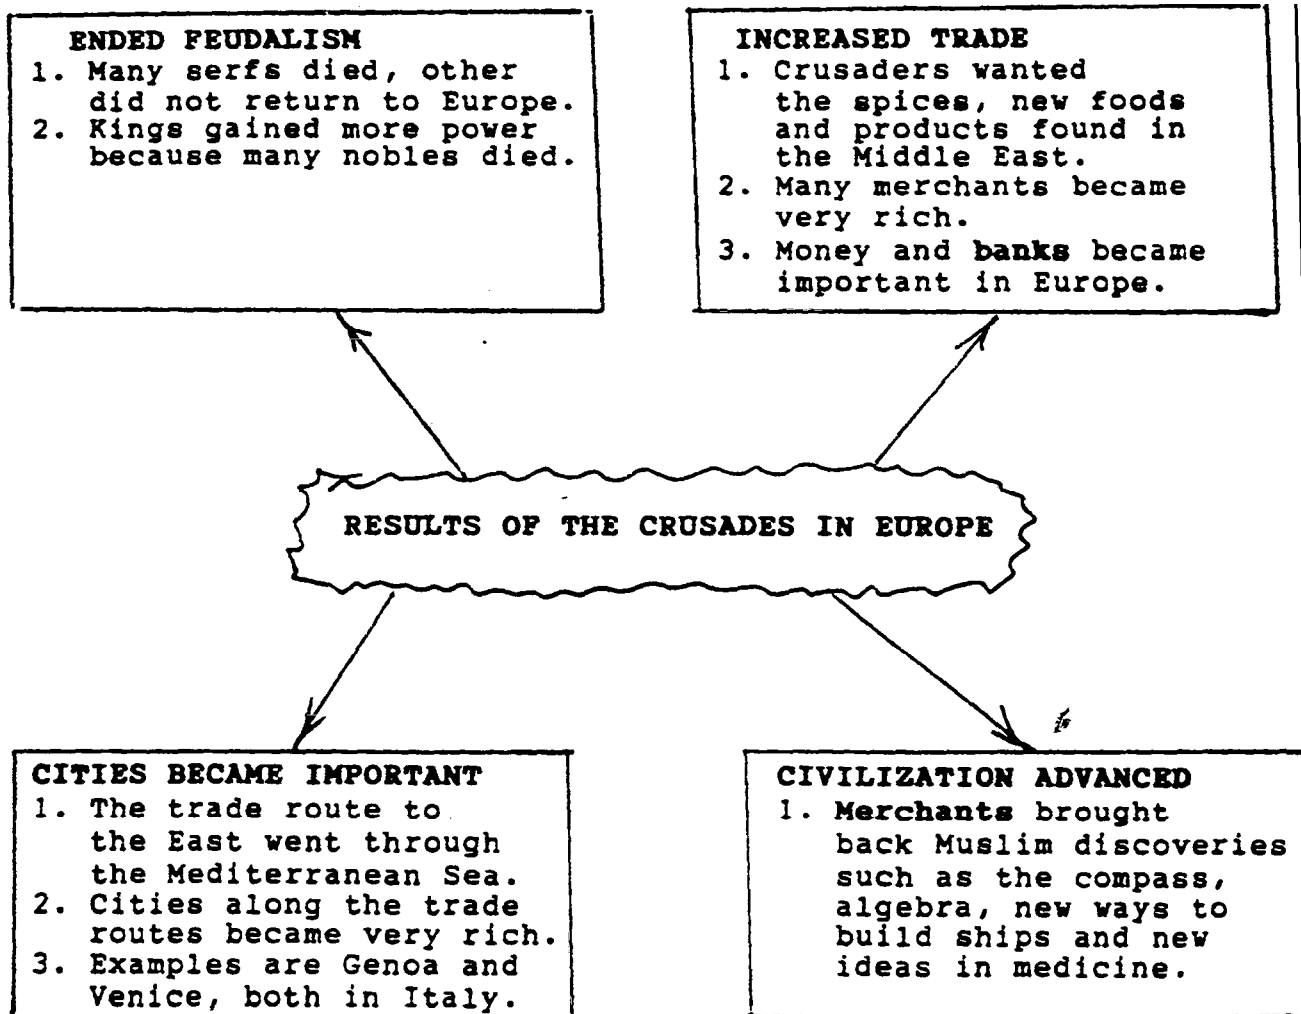 ENDED FEUDALISM
1. Many serfs died, other
did not return to Europe.
2. Kings gained more power
because many nobles died.
INCREASED TRADE
1. Crusaders wanted
the spices, new foods
and products found in
the Middle East.
2. Many merchants became
very rich.
3. Money and banks became
important in Europe.
RESULTS OF THE CRUSADES IN EUROPE
CITIES BECAME IMPORTANT
1. The trade route to
the East went through
the Mediterranean Sea.
2. Cities along the trade
routes became very rich.
3. Examples are Genoa and
Venice, both in Italy.
CIVILIZATION ADVANCED
1. Merchants brought
back Muslim discoveries
such as the compass,
algebra, new ways to
build ships and new
ideas in medicine.